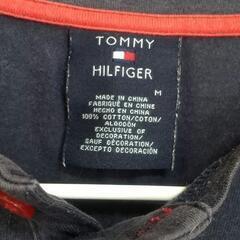 TOMMY
HILFIGER
M
MADE IN CHINA
FABRIQUÉ EN CHINE
HECHO EN CHINA
100% COTTON/COTON/
ALGODÓN
EXCLUSIVE OF
DECORATION/
SAUF DÉCORATION/
EXCEPTO DECORACIÓN